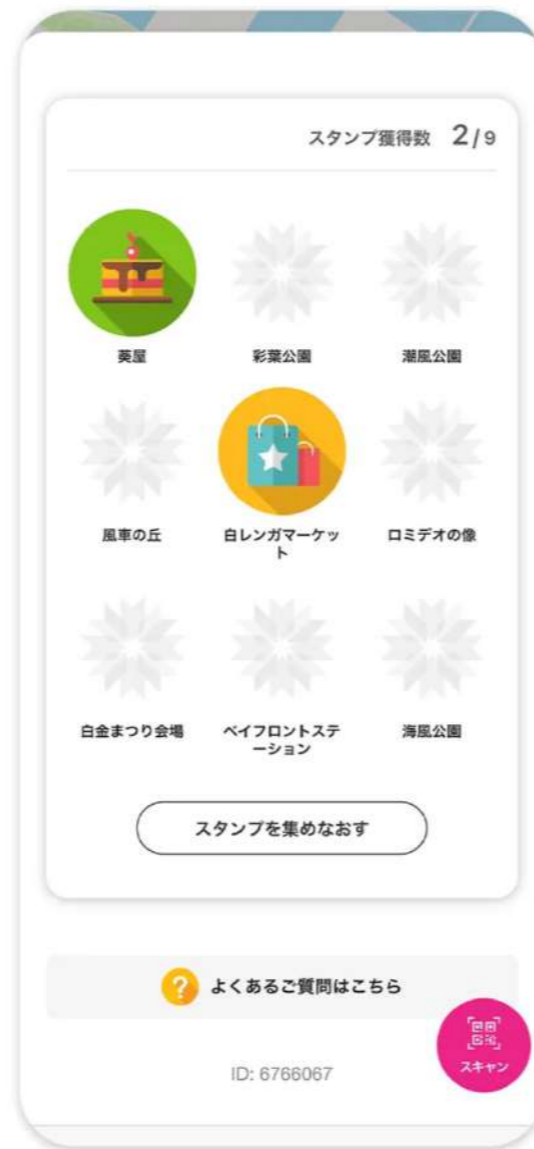 スタンプ獲得数 2/9
葵屋
彩葉公園
潮風公園
風車の丘
白レンガマーケッ
ト
ロミデオの像
白金まつり会場
ベイフロントステ
ーション
海風公園
スタンプを集めなおす
? よくあるご質問はこちら
スキャン
ID: 6766067